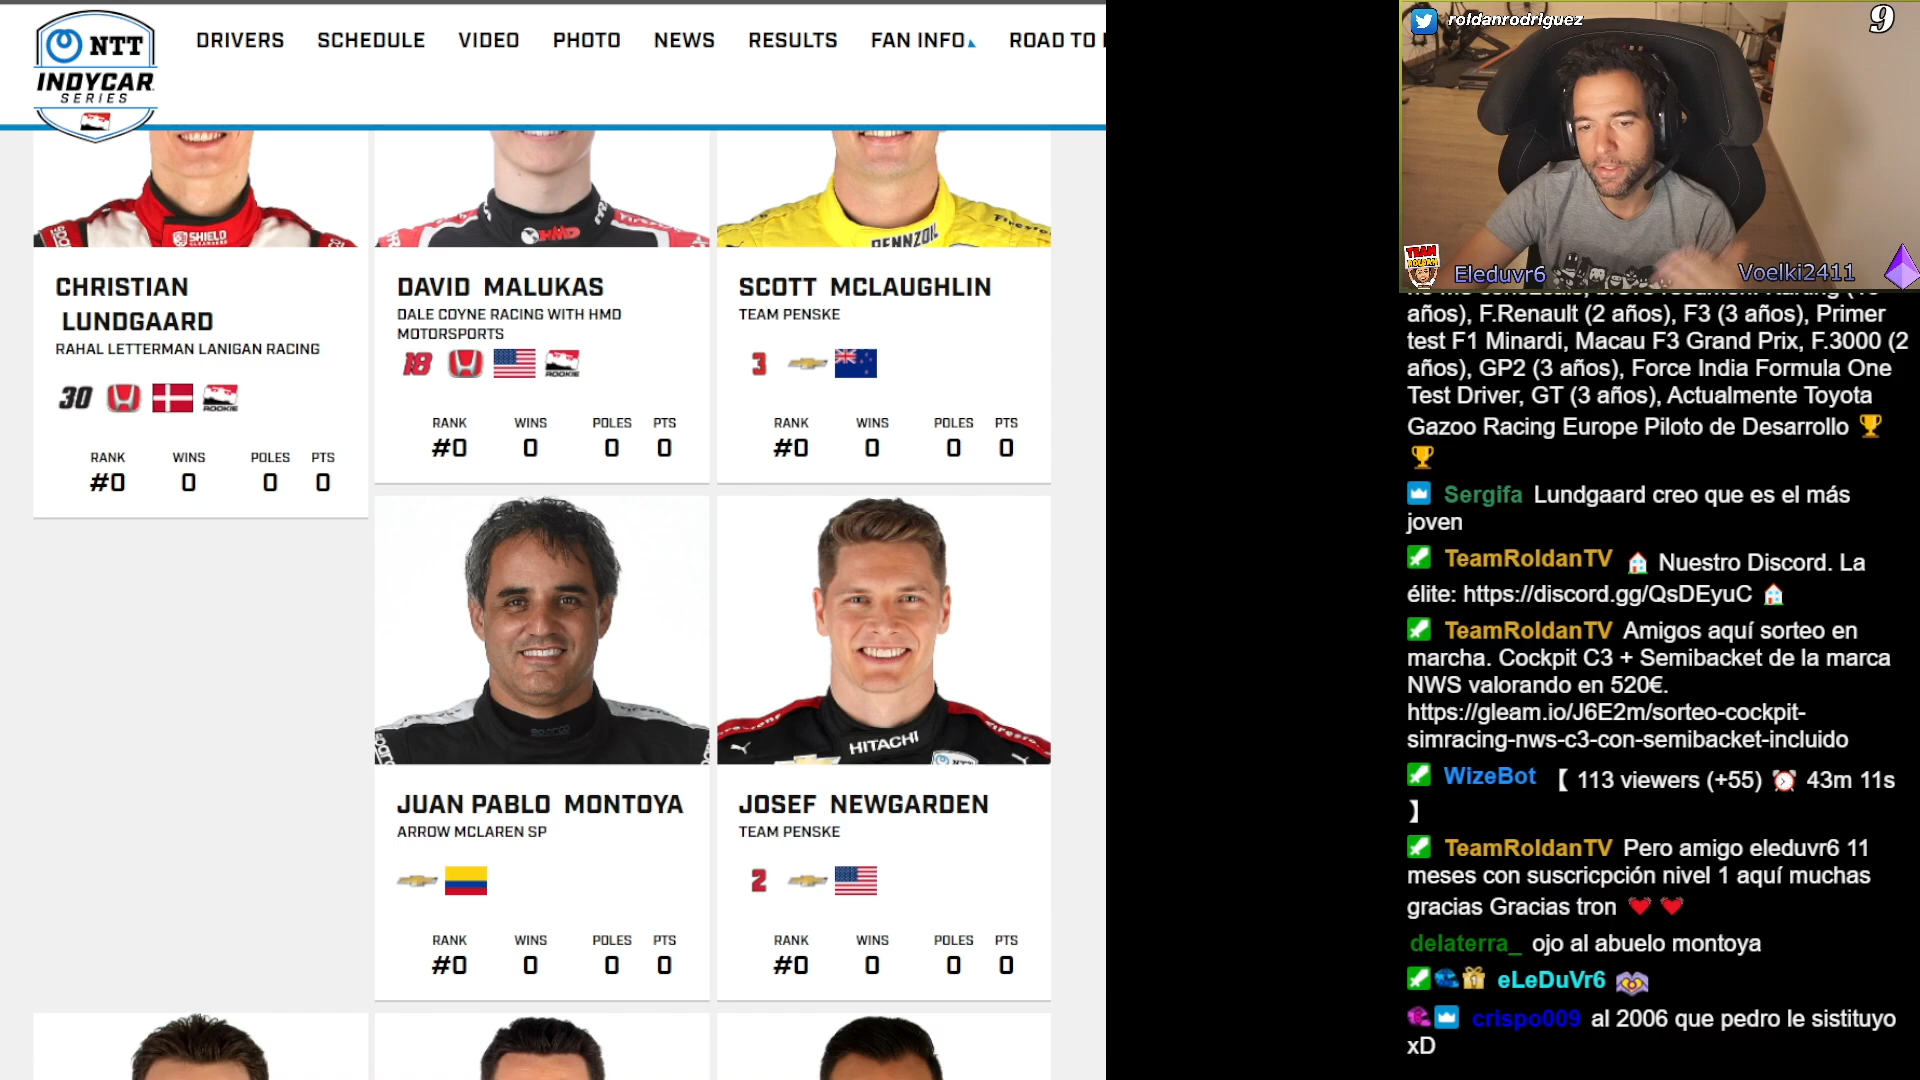 NTT
INDYCAR
SERIES
DRIVERS SCHEDULE VIDEO PHOTO NEWS RESULTS FAN INFO ROAD TO
SHIELD
HMD
PENNZOIL
CHRISTIAN
LUNDGAARD
RAHAL LETTERMAN LANIGAN RACING
30 ROOKIE
RANK WINS POLES PTS
#0 0 0 0
DAVID MALUKAS
DALE COYNE RACING WITH HMD
MOTORSPORTS
18 ROOKIE
RANK WINS POLES PTS
#0 0 0 0
SCOTT MCLAUGHLIN
TEAM PENSKE
3
RANK WINS POLES PTS
#0 0 0 0
HITACHI
JUAN PABLO MONTOYA
ARROW MCLAREN SP
RANK WINS POLES PTS
#0 0 0 0
JOSEF NEWGARDEN
TEAM PENSKE
2
RANK WINS POLES PTS
#0 0 0 0
roldanrodriguez
9
TEAM
ROLDAN
Eleduvr6
Voelki2411
años), F.Renault (2 años), F3 (3 años), Primer
test F1 Minardi, Macau F3 Grand Prix, F.3000 (2
años), GP2 (3 años), Force India Formula One
Test Driver, GT (3 años), Actualmente Toyota
Gazoo Racing Europe Piloto de Desarrollo 🏆
🏆
Sergifa Lundgaard creo que es el más
joven
TeamRoldanTV 🏠 Nuestro Discord. La
élite: https://discord.gg/QsDEyuC 🏠
TeamRoldanTV Amigos aquí sorteo en
marcha. Cockpit C3 + Semibacket de la marca
NWS valorando en 520€.
https://gleam.io/J6E2m/sorteo-cockpit-
simracing-nws-c3-con-semibacket-incluido
WizeBot 【 113 viewers (+55) ⏰ 43m 11s
】
TeamRoldanTV Pero amigo eleduvr6 11
meses con suscricpción nivel 1 aquí muchas
gracias Gracias tron ❤️ ❤️
delaterra_ ojo al abuelo montoya
eLeDuVr6
crispo009 al 2006 que pedro le sistituyo
xD